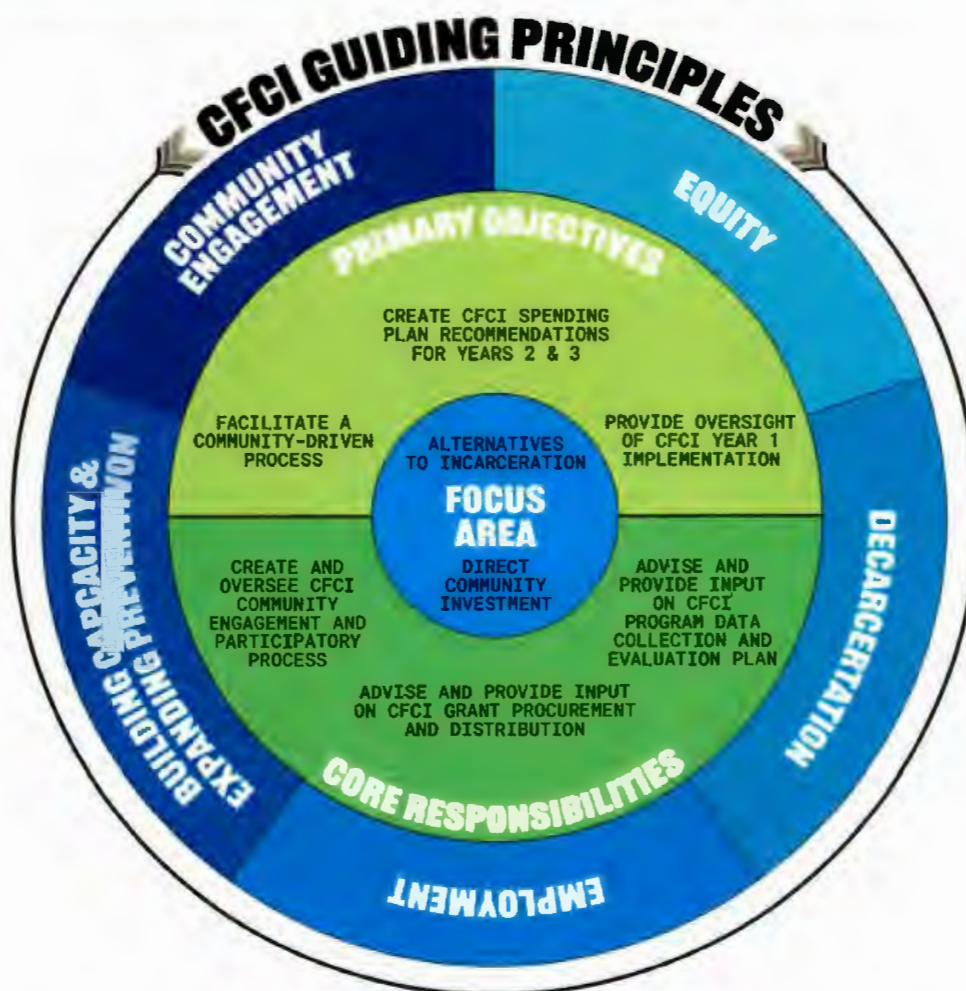 CFCI GUIDING PRINCIPLES
COMMUNITY
ENGAGEMENT
EQUITY
DECARCERTATION
EMPLOYMENT
BUILDING CAPCACITY &
EXPANDING PREVENTIVON
PRIMARY OBJECTIVES
CREATE CFCI SPENDING
PLAN RECOMMENDATIONS
FOR YEARS 2 & 3
FACILITATE A
COMMUNITY-DRIVEN
PROCESS
PROVIDE OVERSIGHT
OF CFCI YEAR 1
IMPLEMENTATION
ALTERNATIVES
TO INCARCERATION
FOCUS
AREA
DIRECT
COMMUNITY
INVESTMENT
CREATE AND
OVERSEE CFCI
COMMUNITY
ENGAGEMENT AND
PARTICIPATORY
PROCESS
ADVISE AND
PROVIDE INPUT
ON CFCI
PROGRAM DATA
COLLECTION AND
EVALUATION PLAN
ADVISE AND PROVIDE INPUT
ON CFCI GRANT PROCUREMENT
AND DISTRIBUTION
CORE RESPONSIBILITIES